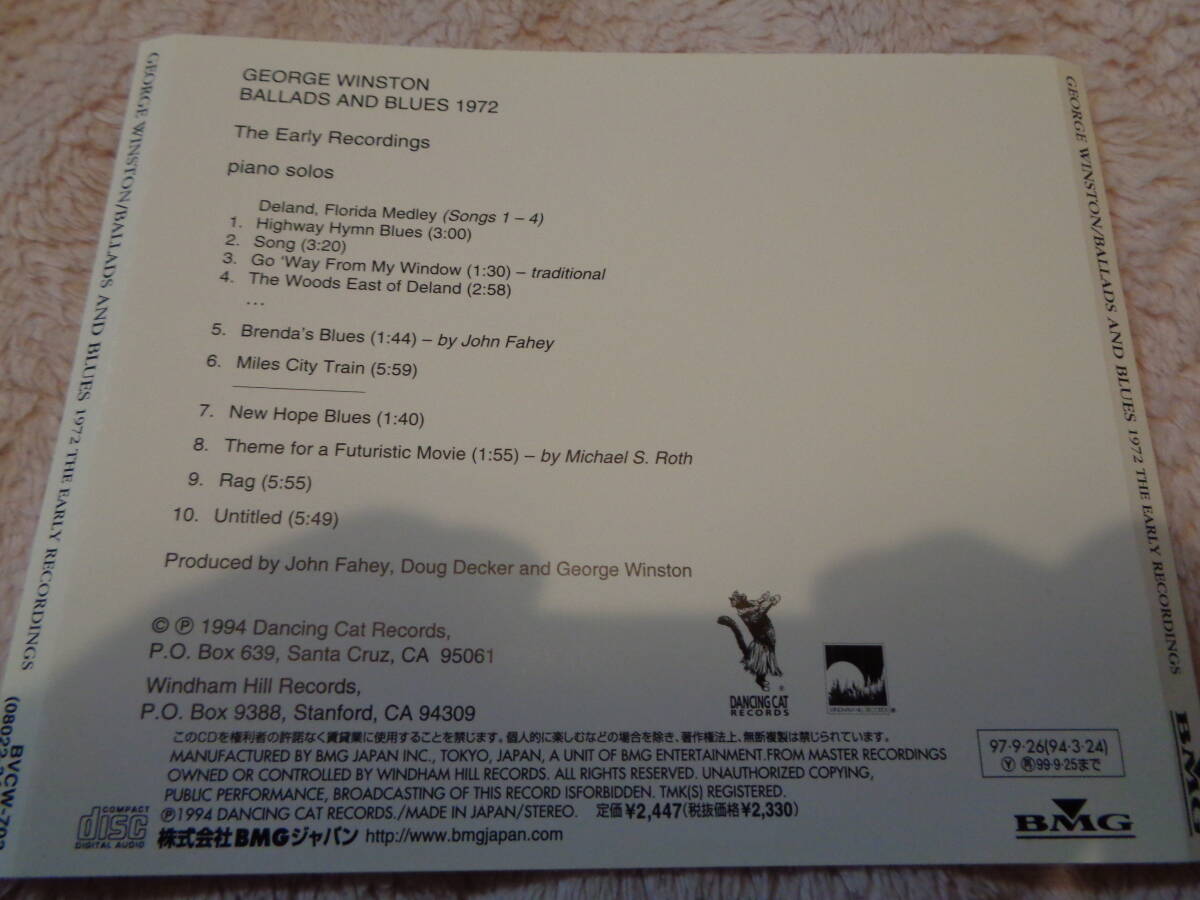 GEORGE WINSTON
BALLADS AND BLUES 1972
The Early Recordings
piano solos
Deland, Florida Medley (Songs 1 – 4)
1. Highway Hymn Blues (3:00)
2. Song (3:20)
3. Go 'Way From My Window (1:30) – traditional
4. The Woods East of Deland (2:58)
...
5. Brenda's Blues (1:44) – by John Fahey
6. Miles City Train (5:59)
7. New Hope Blues (1:40)
8. Theme for a Futuristic Movie (1:55) – by Michael S. Roth
9. Rag (5:55)
10. Untitled (5:49)
Produced by John Fahey, Doug Decker and George Winston
© ℗ 1994 Dancing Cat Records,
P.O. Box 639, Santa Cruz, CA 95061
Windham Hill Records,
P.O. Box 9388, Stanford, CA 94309
DANCING CAT
RECORDS
WINDHAM HILL RECORDS
このCDを権利者の許諾なく賃貸業に使用することを禁じます。個人的に楽しむなどの場合を除き、著作権法上、無断複製は禁じられています。
MANUFACTURED BY BMG JAPAN INC., TOKYO, JAPAN, A UNIT OF BMG ENTERTAINMENT.FROM MASTER RECORDINGS
OWNED OR CONTROLLED BY WINDHAM HILL RECORDS. ALL RIGHTS RESERVED. UNAUTHORIZED COPYING,
PUBLIC PERFORMANCE, BROADCASTING OF THIS RECORD ISFORBIDDEN. TMK(S) REGISTERED.
℗1994 DANCING CAT RECORDS./MADE IN JAPAN/STEREO. 定価¥2,447(税抜価格¥2,330)
COMPACT
disc
DIGITAL AUDIO
株式会社BMGジャパン http://www.bmgjapan.com
97·9·26(94·3·24)
Ⓨ 再 99·9·25まで
BMG
GEORGE WINSTON/BALLADS AND BLUES 1972 THE EARLY RECORDINGS
GEORGE WINSTON/BALLADS AND BLUES 1972 THE EARLY RECORDINGS
BMG